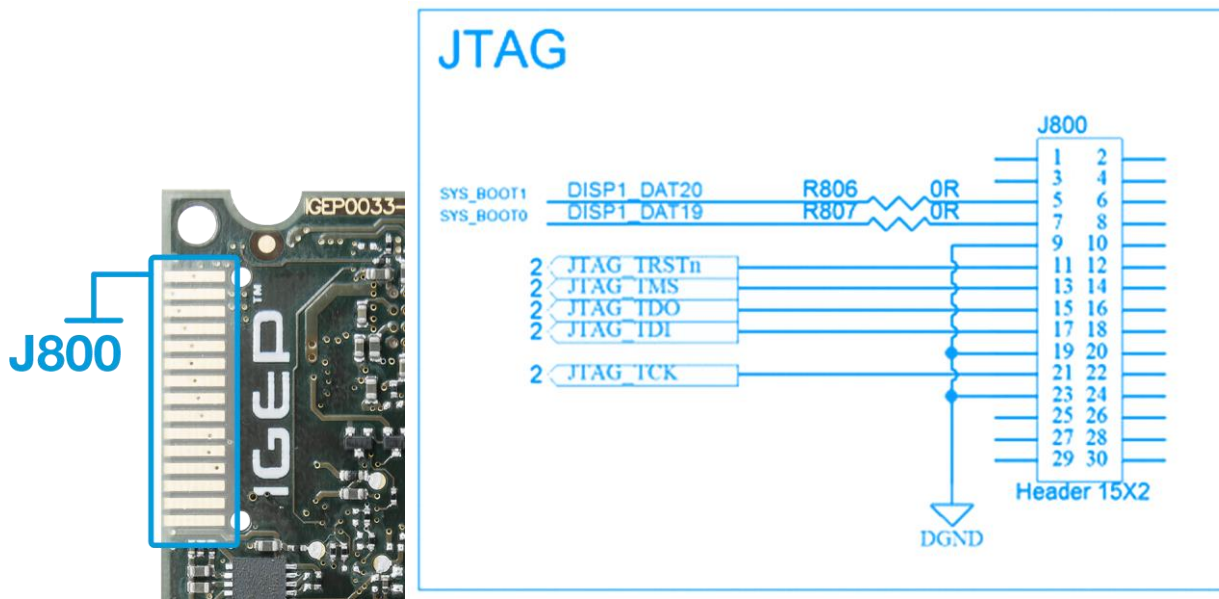 J800
IGEP0033-
IGEP™
JTAG
J800
SYS_BOOT1 DISP1_DAT20 R806 0R
SYS_BOOT0 DISP1_DAT19 R807 0R
2 JTAG_TRSTn
2 JTAG_TMS
2 JTAG_TDO
2 JTAG_TDI
2 JTAG_TCK
1 2
3 4
5 6
7 8
9 10
11 12
13 14
15 16
17 18
19 20
21 22
23 24
25 26
27 28
29 30
Header 15X2
DGND